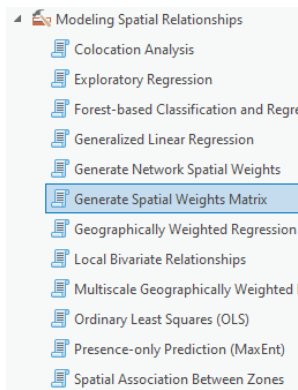 Modeling Spatial Relationships
Colocation Analysis
Exploratory Regression
Forest-based Classification and Regre
Generalized Linear Regression
Generate Network Spatial Weights
Generate Spatial Weights Matrix
Geographically Weighted Regression
Local Bivariate Relationships
Multiscale Geographically Weighted
Ordinary Least Squares (OLS)
Presence-only Prediction (MaxEnt)
Spatial Association Between Zones